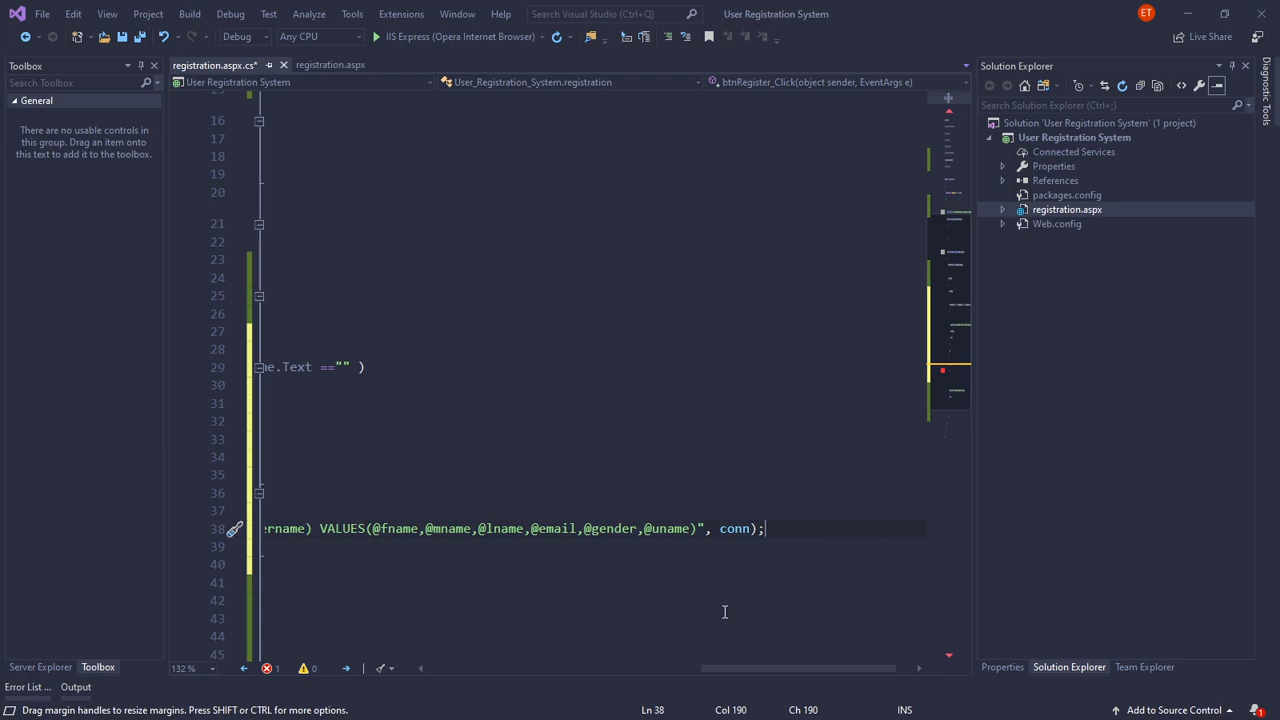 File Edit View Project Build Debug Test Analyze Tools Extensions Window Help Search Visual Studio (Ctrl+Q) User Registration System ET
Debug Any CPU IIS Express (Opera Internet Browser) Live Share
Toolbox
Search Toolbox
General
There are no usable controls in
this group. Drag an item onto
this text to add it to the toolbox.
registration.aspx.cs* registration.aspx
User Registration System User_Registration_System.registration btnRegister_Click(object sender, EventArgs e)
16
17
18
19
20
21
22
23
24
25
26
27
28
29 ne.Text =="" )
30
31
32
33
34
35
36
37
38 ername) VALUES(@fname,@mname,@lname,@email,@gender,@uname)", conn);
39
40
41
42
43
44
45
132 % 1 0
Solution Explorer
Search Solution Explorer (Ctrl+;)
Solution 'User Registration System' (1 project)
User Registration System
Connected Services
Properties
References
packages.config
registration.aspx
Web.config
Diagnostic Tools
Server Explorer Toolbox
Properties Solution Explorer Team Explorer
Error List ... Output
Drag margin handles to resize margins. Press SHIFT or CTRL for more options. Ln 38 Col 190 Ch 190 INS Add to Source Control 1